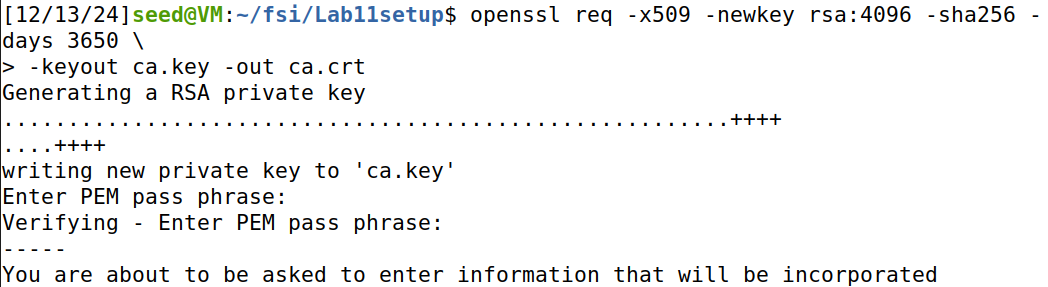 [12/13/24]seed@VM:~/fsi/Lab11setup$ openssl req -x509 -newkey rsa:4096 -sha256 -
days 3650 \
> -keyout ca.key -out ca.crt
Generating a RSA private key
........................................................++++
....++++
writing new private key to 'ca.key'
Enter PEM pass phrase:
Verifying - Enter PEM pass phrase:
-----
You are about to be asked to enter information that will be incorporated